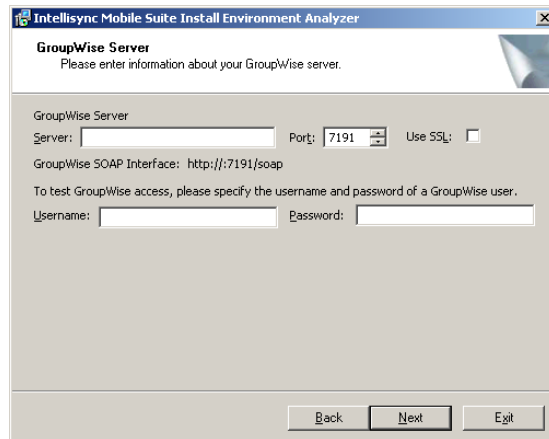 Intellisync Mobile Suite Install Environment Analyzer
GroupWise Server
Please enter information about your GroupWise server.
GroupWise Server
Server: Port: 7191 Use SSL:
GroupWise SOAP Interface: http://:7191/soap
To test GroupWise access, please specify the username and password of a GroupWise user.
Username: Password:
Back Next Exit